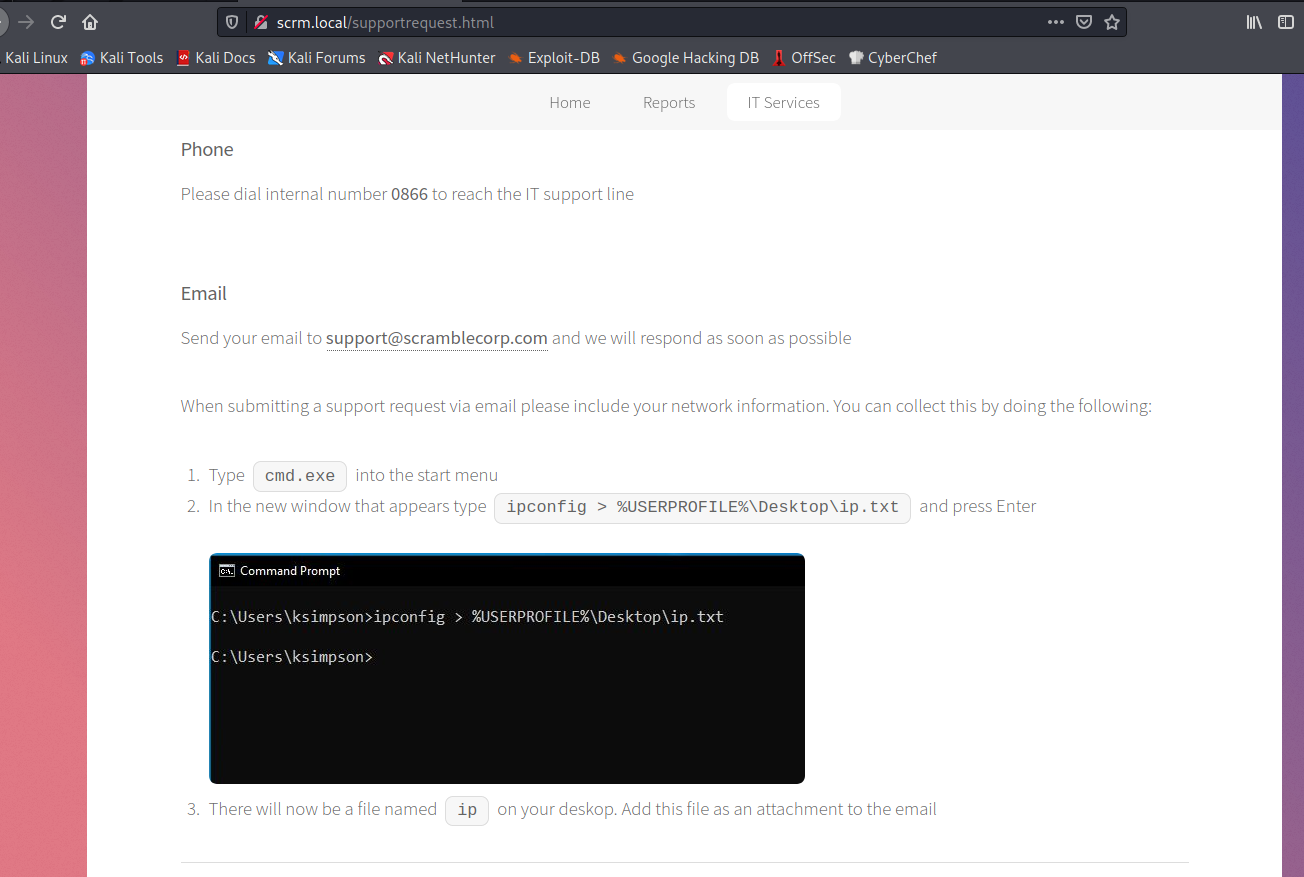 scrm.local/supportrequest.html
Kali Linux Kali Tools Kali Docs Kali Forums Kali NetHunter Exploit-DB Google Hacking DB OffSec CyberChef
Home Reports IT Services
Phone
Please dial internal number 0866 to reach the IT support line
Email
Send your email to support@scramblecorp.com and we will respond as soon as possible
When submitting a support request via email please include your network information. You can collect this by doing the following:
1. Type cmd.exe into the start menu
2. In the new window that appears type ipconfig > %USERPROFILE%\Desktop\ip.txt and press Enter
C:\. Command Prompt
C:\Users\ksimpson>ipconfig > %USERPROFILE%\Desktop\ip.txt
C:\Users\ksimpson>
3. There will now be a file named ip on your deskop. Add this file as an attachment to the email